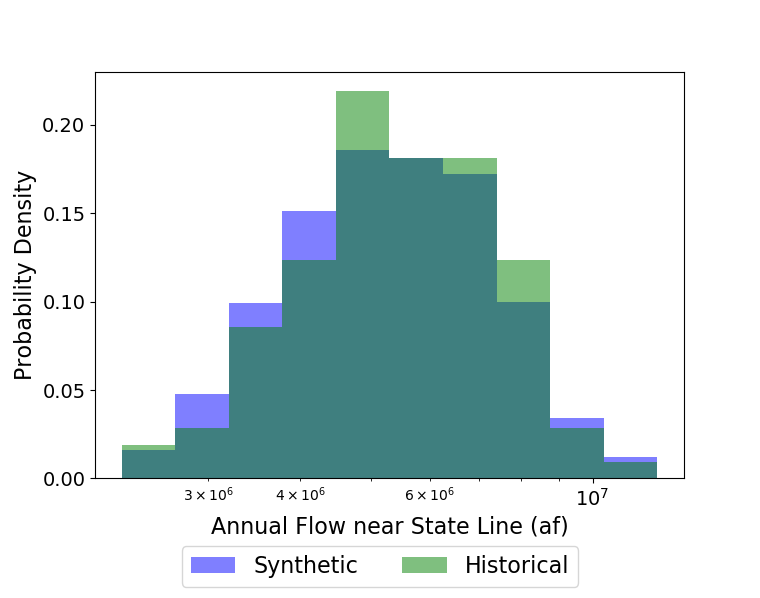 0.20
0.15
0.10
0.05
0.00
Probability Density
3 × 10⁶ 4 × 10⁶ 6 × 10⁶ 10⁷
Annual Flow near State Line (af)
Synthetic Historical